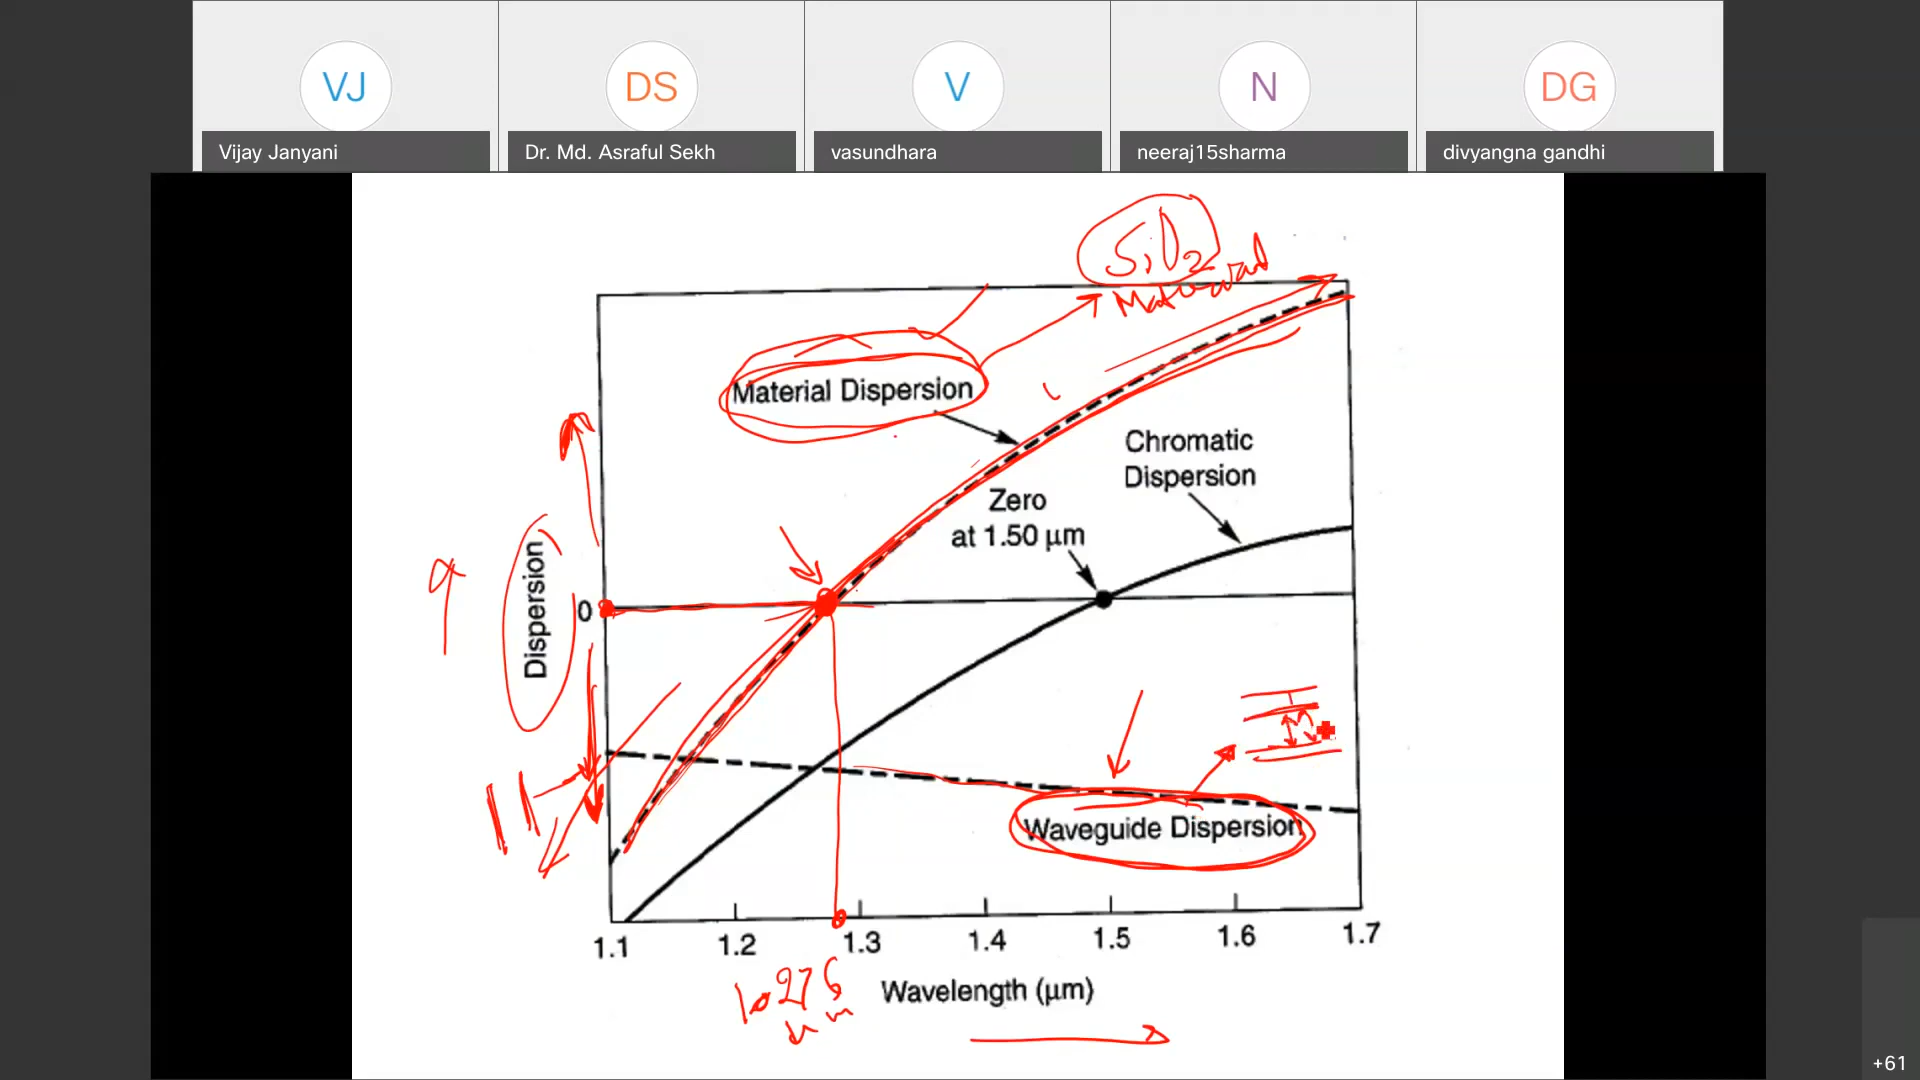 VJ
DS
V
N
DG
Vijay Janyani
Dr. Md. Asraful Sekh
vasundhara
neeraj15sharma
divyangna gandhi
SiO2
Material
Material Dispersion
Chromatic
Dispersion
Zero
at 1.50 μm
Dispersion
0
Waveguide Dispersion
1.1
1.2
1.3
1.4
1.5
1.6
1.7
1.276
μm
Wavelength (μm)
+61